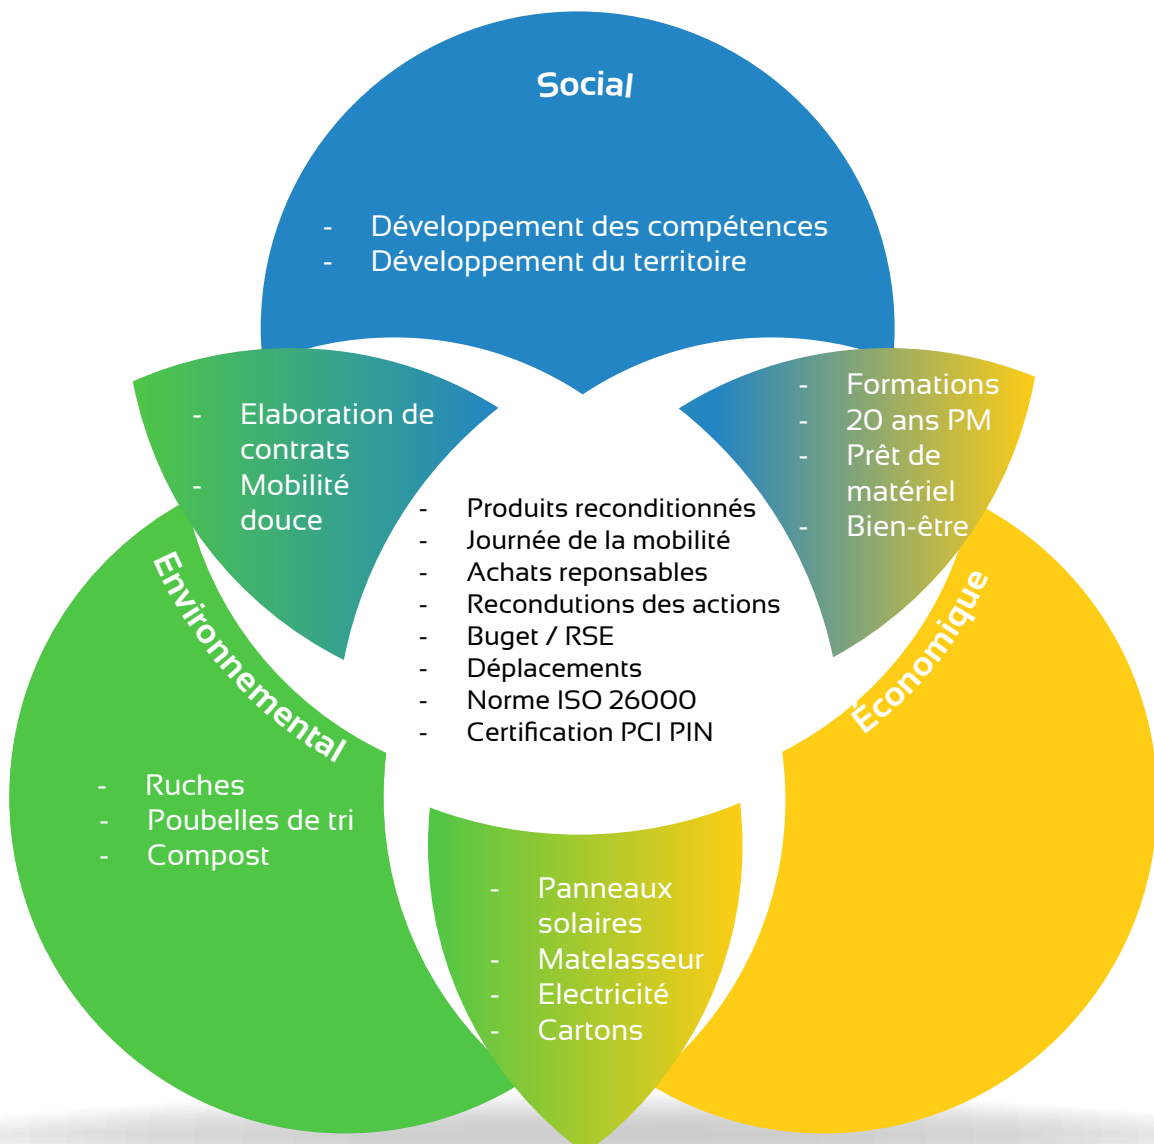 Social
- Développement des compétences
- Développement du territoire
- Elaboration de
contrats
- Mobilité
douce
- Formations
- 20 ans PM
- Prêt de
matériel
- Bien-être
- Produits reconditionnés
- Journée de la mobilité
- Achats reponsables
- Recondutions des actions
- Buget / RSE
- Déplacements
- Norme ISO 26000
- Certification PCI PIN
Environnemental
- Ruches
- Poubelles de tri
- Compost
Économique
- Panneaux
solaires
- Matelasseur
- Electricité
- Cartons